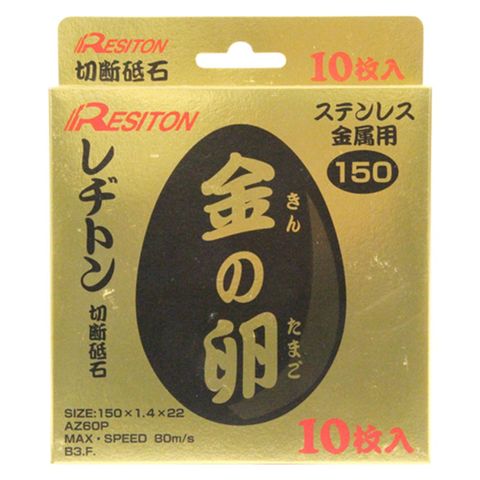 RESITON
切断砥石
10枚入
RESITON
ステンレス
金属用
150
レヂトン
切断砥石
金の卵
きん
たまご
SIZE:150×1.4×22
AZ60P
MAX・SPEED 80m/s
B3.F.
10枚入